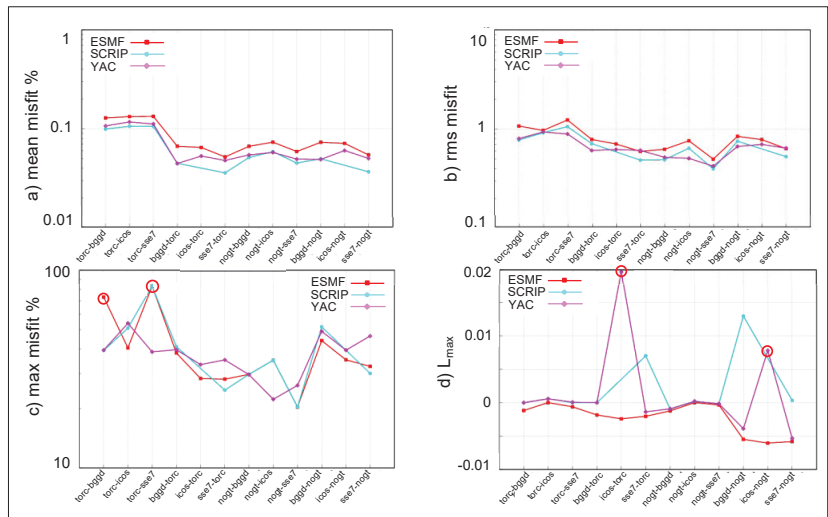 1
ESMF
SCRIP
YAC
0.1
0.01
a) mean misfit %
torc-bggd
torc-icos
torc-sse7
bggd-torc
icos-torc
sse7-torc
nogt-bggd
nogt-icos
nogt-sse7
bggd-nogt
icos-nogt
sse7-nogt
10
ESMF
SCRIP
YAC
1
0.1
b) rms misfit
torc-bggd
torc-icos
torc-sse7
bggd-torc
icos-torc
sse7-torc
nogt-bggd
nogt-icos
nogt-sse7
bggd-nogt
icos-nogt
sse7-nogt
100
ESMF
SCRIP
YAC
10
c) max misfit %
torc-bggd
torc-icos
torc-sse7
bggd-torc
icos-torc
sse7-torc
nogt-bggd
nogt-icos
nogt-sse7
bggd-nogt
icos-nogt
sse7-nogt
0.02
ESMF
SCRIP
YAC
0.01
0
-0.01
d) Lmax
torc-bggd
torc-icos
torc-sse7
bggd-torc
icos-torc
sse7-torc
nogt-bggd
nogt-icos
nogt-sse7
bggd-nogt
icos-nogt
sse7-nogt